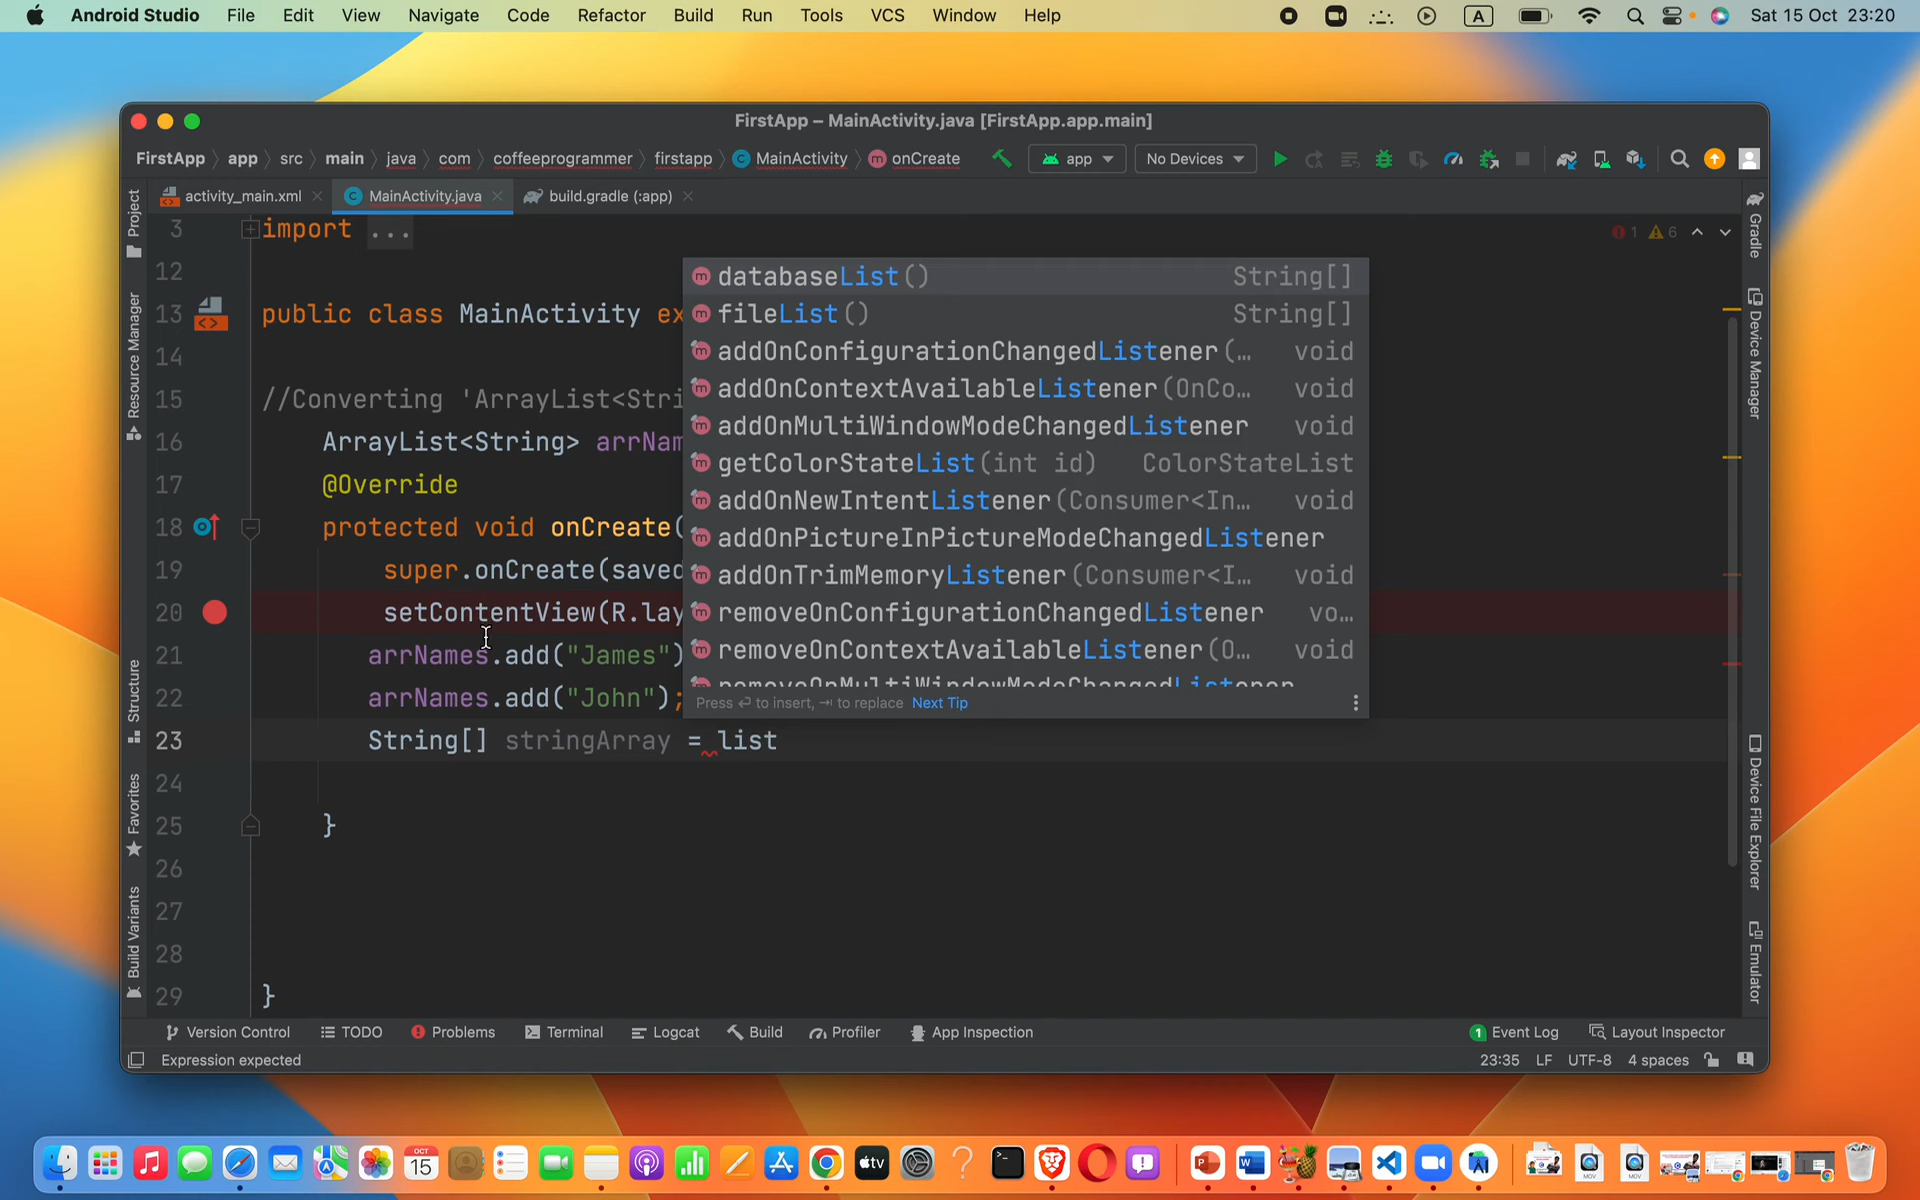 Android Studio File Edit View Navigate Code Refactor Build Run Tools VCS Window Help A Sat 15 Oct 23:20
FirstApp – MainActivity.java [FirstApp.app.main]
FirstApp app src main java com coffeeprogrammer firstapp C MainActivity m onCreate app No Devices
activity_main.xml C MainActivity.java build.gradle (:app)
3 import ...
1 6
12
13 public class MainActivity ex
14
15 //Converting 'ArrayList<Stri
16 ArrayList<String> arrNam
17 @Override
18 protected void onCreate(
19 super.onCreate(saved
20 setContentView(R.lay
21 arrNames.add("James")
22 arrNames.add("John");
23 String[] stringArray = list
24
25 }
26
27
28
29 }
databaseList() String[]
fileList() String[]
addOnConfigurationChangedListener(… void
addOnContextAvailableListener(OnCo… void
addOnMultiWindowModeChangedListener void
getColorStateList(int id) ColorStateList
addOnNewIntentListener(Consumer<In… void
addOnPictureInPictureModeChangedListener
addOnTrimMemoryListener(Consumer<I… void
removeOnConfigurationChangedListener vo…
removeOnContextAvailableListener(O… void
removeOnMultiWindowModeChangedListener
Press ↵ to insert, ⇥ to replace Next Tip
Project
Resource Manager
Structure
Favorites
Build Variants
Gradle
Device Manager
Device File Explorer
Emulator
Version Control TODO Problems Terminal Logcat Build Profiler App Inspection 1 Event Log Layout Inspector
Expression expected 23:35 LF UTF-8 4 spaces
OCT
15
tv